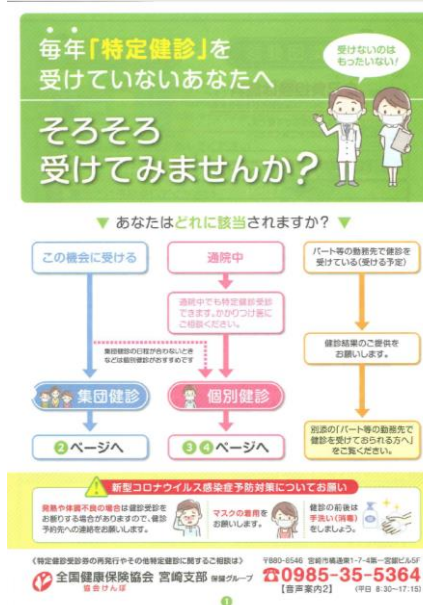 毎年「特定健診」を
受けていないあなたへ
受けないのは
もったいない!
そろそろ
受けてみませんか?
▼ あなたはどれに該当されますか? ▼
この機会に受ける
通院中
パート等の勤務先で健診を
受けている(受ける予定)
通院中でも特定健診受診
できます。かかりつけ医に
ご相談ください。
集団健診の日程が合わないとき
などは個別健診がおすすめです
健診結果のご提供を
お願いします。
集団健診
個別健診
❷ページへ
❸❹ページへ
別添の「パート等の勤務先で
健診を受けておられる方へ」
をご覧ください。
新型コロナウイルス感染症予防対策についてお願い
発熱や体調不良の場合は健診受診を
お断りする場合がありますので、健診
予約先への連絡をお願いします。
マスクの着用を
お願いします。
健診の前後は
手洗い(消毒)
をしましょう。
《特定健診受診券の再発行やその他特定健診に関するご相談は》
全国健康保険協会 宮崎支部 保健グループ
協会けんぽ
〒880-8546 宮崎市橘通東1-7-4第一宮銀ビル5F
☎0985-35-5364
【音声案内2】 (平日 8:30~17:15)
❶